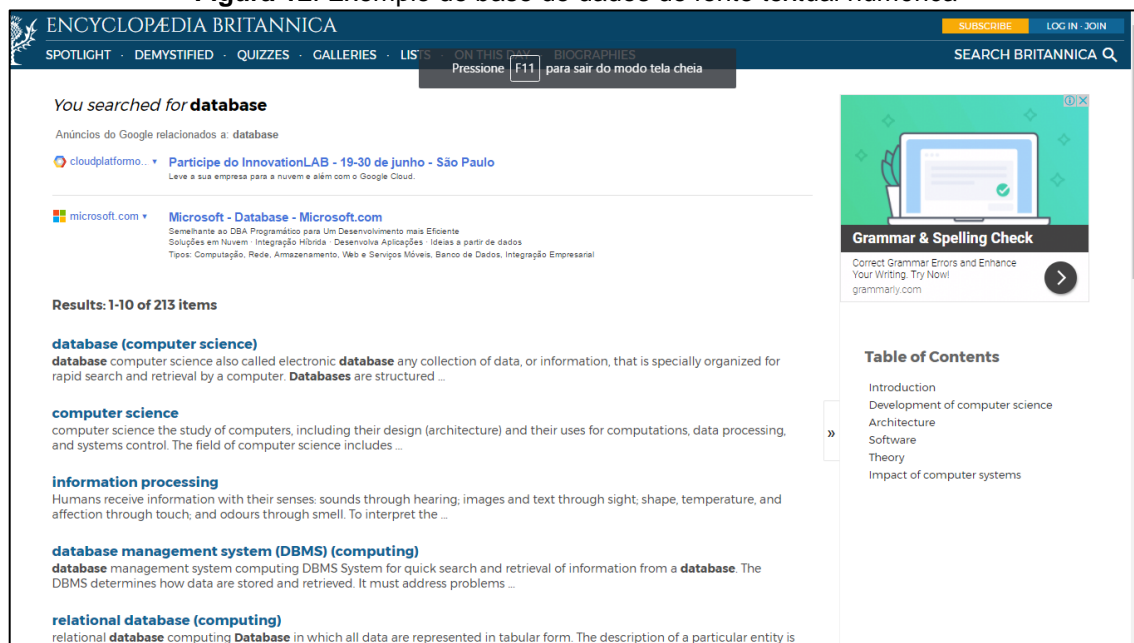 Figura 12. Exemplo de base de dados de fonte textual numérica
ENCYCLOPÆDIA BRITANNICA
SUBSCRIBE LOG IN · JOIN
SPOTLIGHT · DEMYSTIFIED · QUIZZES · GALLERIES · LISTS · ON THIS DAY · BIOGRAPHIES
SEARCH BRITANNICA
Pressione F11 para sair do modo tela cheia
You searched for database
Anúncios do Google relacionados a: database
cloudplatformo.. Participe do InnovationLAB - 19-30 de junho - São Paulo
Leve a sua empresa para a nuvem e além com o Google Cloud.
microsoft.com Microsoft - Database - Microsoft.com
Semelhante ao DBA Programático para Um Desenvolvimento mais Eficiente
Soluções em Nuvem · Integração Híbrida · Desenvolva Aplicações · Ideias a partir de dados
Tipos: Computação, Rede, Armazenamento, Web e Serviços Móveis, Banco de Dados, Integração Empresarial
Results: 1-10 of 213 items
database (computer science)
database computer science also called electronic database any collection of data, or information, that is specially organized for
rapid search and retrieval by a computer. Databases are structured ...
computer science
computer science the study of computers, including their design (architecture) and their uses for computations, data processing,
and systems control. The field of computer science includes ...
information processing
Humans receive information with their senses: sounds through hearing; images and text through sight; shape, temperature, and
affection through touch; and odours through smell. To interpret the ...
database management system (DBMS) (computing)
database management system computing DBMS System for quick search and retrieval of information from a database. The
DBMS determines how data are stored and retrieved. It must address problems ...
relational database (computing)
relational database computing Database in which all data are represented in tabular form. The description of a particular entity is
Grammar & Spelling Check
Correct Grammar Errors and Enhance
Your Writing. Try Now!
grammarly.com
»
Table of Contents
Introduction
Development of computer science
Architecture
Software
Theory
Impact of computer systems